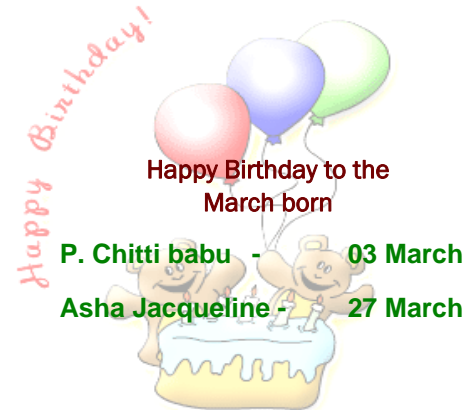 Happy Birthday!
Happy Birthday to the
March born
P. Chitti babu - 03 March
Asha Jacqueline - 27 March